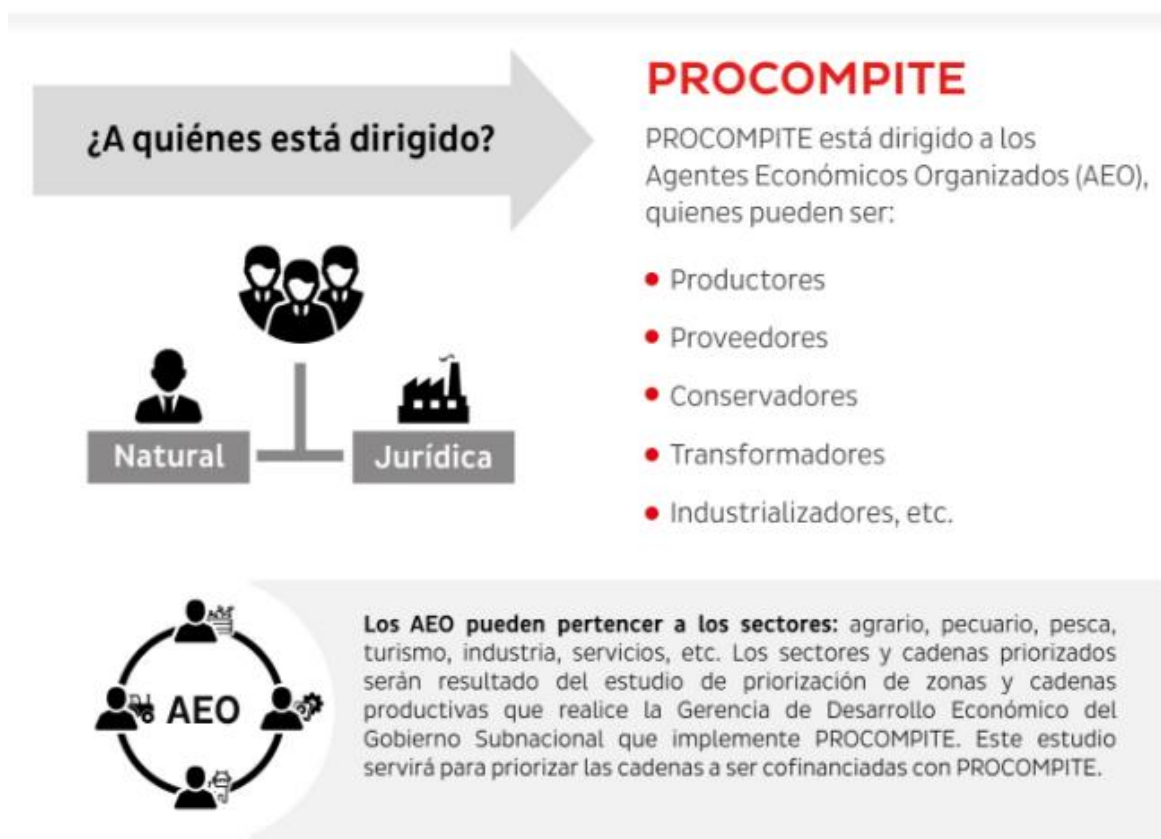 ¿A quiénes está dirigido?
PROCOMPITE
PROCOMPITE está dirigido a los
Agentes Económicos Organizados (AEO),
quienes pueden ser:
• Productores
• Proveedores
• Conservadores
• Transformadores
• Industrializadores, etc.
Natural
Jurídica
AEO
Los AEO pueden pertencer a los sectores: agrario, pecuario, pesca,
turismo, industria, servicios, etc. Los sectores y cadenas priorizados
serán resultado del estudio de priorización de zonas y cadenas
productivas que realice la Gerencia de Desarrollo Económico del
Gobierno Subnacional que implemente PROCOMPITE. Este estudio
servirá para priorizar las cadenas a ser cofinanciadas con PROCOMPITE.